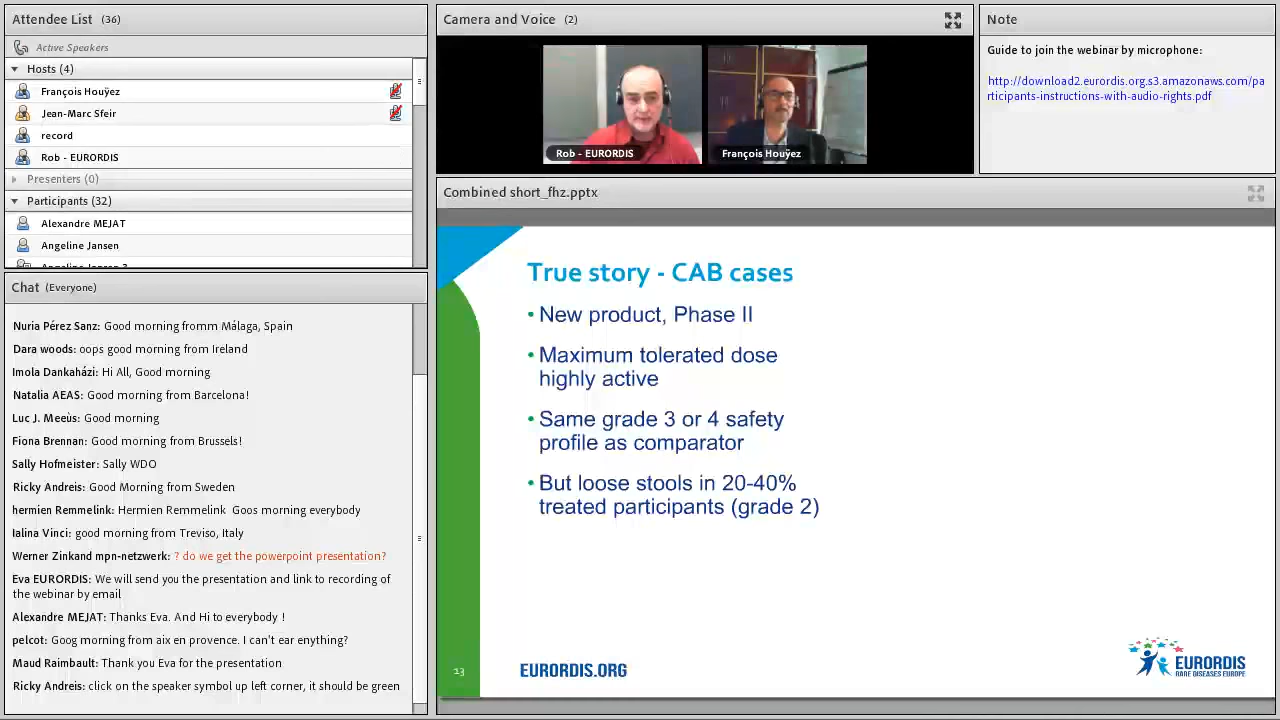 Attendee List (36)
Active Speakers
Hosts (4)
François Houÿez
Jean-Marc Sfeir
record
Rob - EURORDIS
Presenters (0)
Participants (32)
Alexandre MEJAT
Angeline Jansen
Chat (Everyone)
Nuria Pérez Sanz: Good morning fromm Málaga, Spain
Dara woods: oops good morning from Ireland
Imola Dankaházi: Hi All, Good morning
Natalia AEAS: Good morning from Barcelona!
Luc J. Meeùs: Good morning
Fiona Brennan: Good morning from Brussels!
Sally Hofmeister: Sally WDO
Ricky Andreis: Good Morning from Sweden
hermien Remmelink: Hermien Remmelink Goos morning everybody
Ialina Vinci: good morning from Treviso, Italy
Werner Zinkand mpn-netzwerk: ? do we get the powerpoint presentation?
Eva EURORDIS: We will send you the presentation and link to recording of
the webinar by email
Alexandre MEJAT: Thanks Eva. And Hi to everybody !
pelcot: Goog morning from aix en provence. I can't ear enything?
Maud Raimbault: Thank you Eva for the presentation
Ricky Andreis: click on the speaker symbol up left corner, it should be green
Camera and Voice (2)
Rob - EURORDIS
François Houÿez
Note
Guide to join the webinar by microphone:
http://download2.eurordis.org.s3.amazonaws.com/pa
rticipants-instructions-with-audio-rights.pdf
Combined short_fhz.pptx
True story - CAB cases
• New product, Phase II
• Maximum tolerated dose
highly active
• Same grade 3 or 4 safety
profile as comparator
• But loose stools in 20-40%
treated participants (grade 2)
13
EURORDIS.ORG
EURORDIS
RARE DISEASES EUROPE